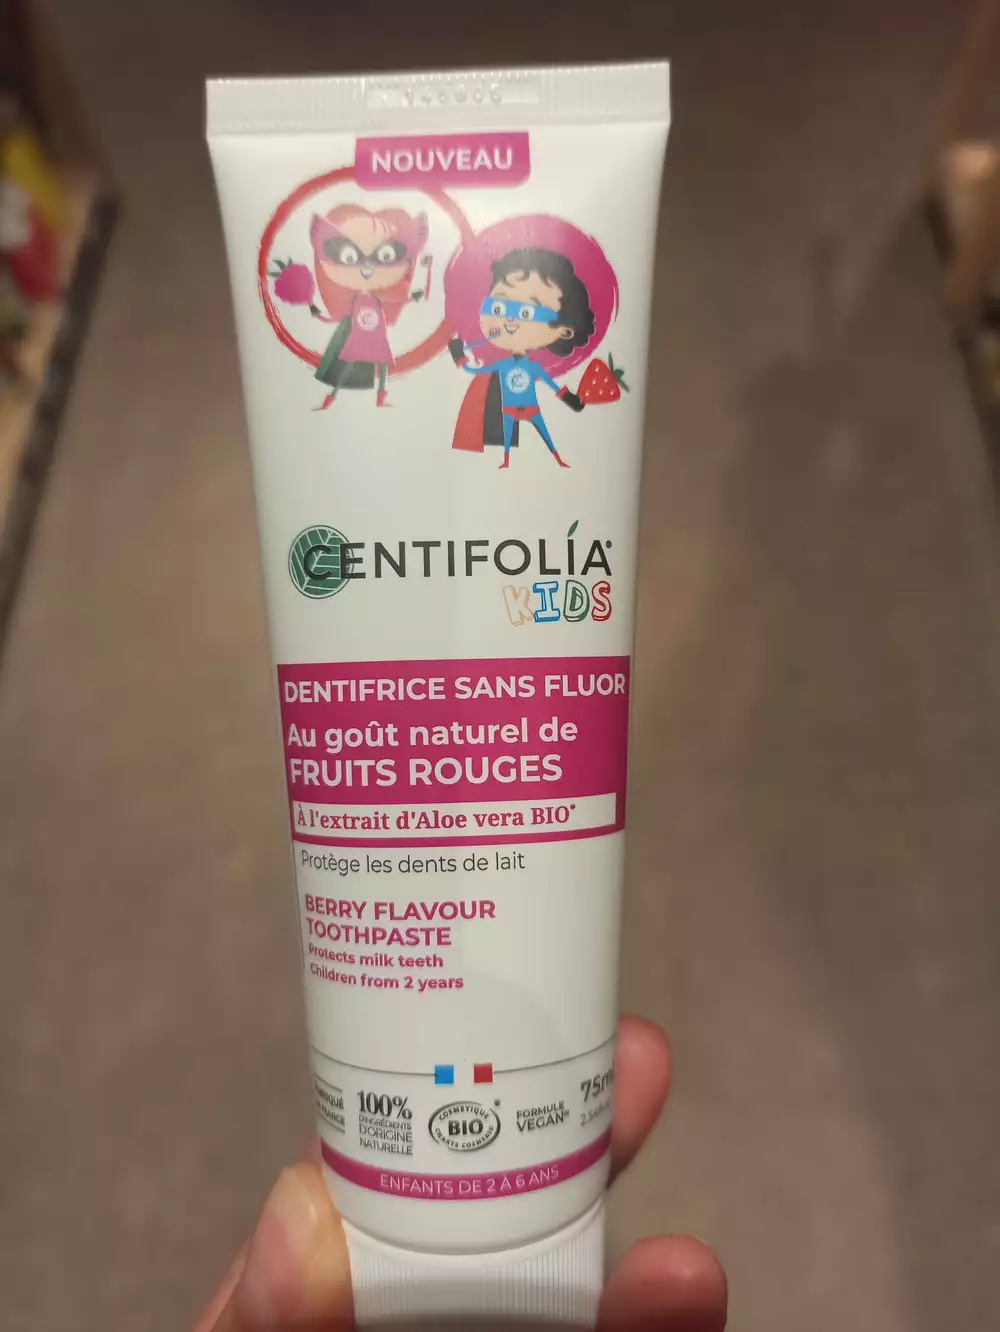 NOUVEAU
CENTIFOLIA
KIDS
DENTIFRICE SANS FLUOR
Au goût naturel de
FRUITS ROUGES
À l'extrait d'Aloe vera BIO*
Protège les dents de lait
BERRY FLAVOUR
TOOTHPASTE
Protects milk teeth
Children from 2 years
100%
D'INGRÉDIENTS
D'ORIGINE
NATURELLE
COSMÉTIQUE
BIO
FORMULE
VEGAN
ENFANTS DE 2 À 6 ANS